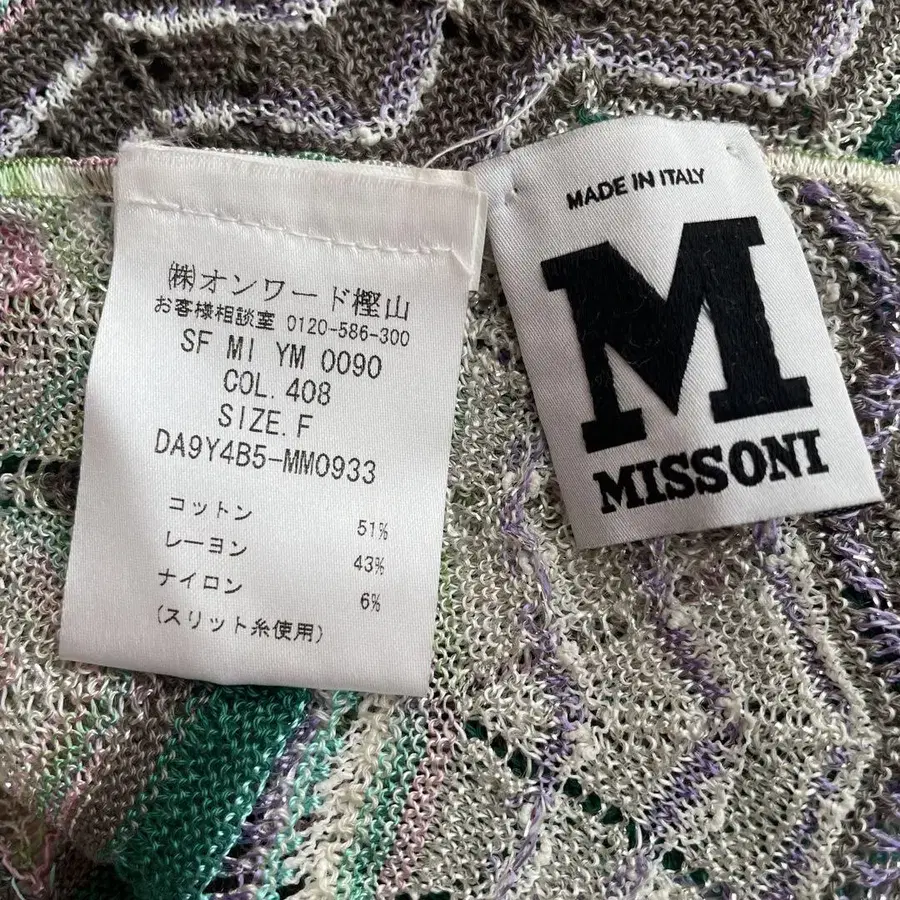 ㈱オンワード樫山
お客様相談室 0120-586-300
SF MI YM 0090
COL. 408
SIZE. F
DA9Y4B5-MM0933
コットン 51%
レーヨン 43%
ナイロン 6%
(スリット糸使用)
MADE IN ITALY
M
MISSONI